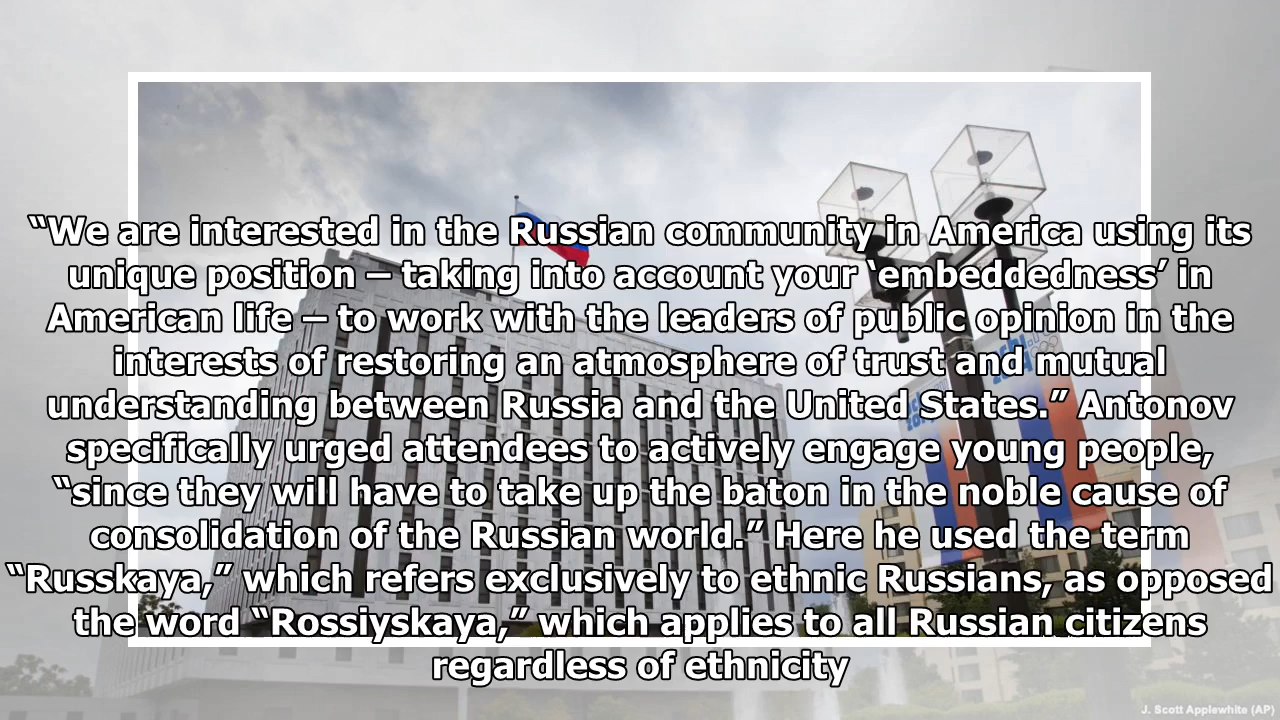 “We are interested in the Russian community in America using its
unique position – taking into account your ‘embeddedness’ in
American life – to work with the leaders of public opinion in the
interests of restoring an atmosphere of trust and mutual
understanding between Russia and the United States.” Antonov
specifically urged attendees to actively engage young people,
“since they will have to take up the baton in the noble cause of
consolidation of the Russian world.” Here he used the term
“Russkaya,” which refers exclusively to ethnic Russians, as opposed
the word “Rossiyskaya,” which applies to all Russian citizens
regardless of ethnicity
J. Scott Applewhite (AP)